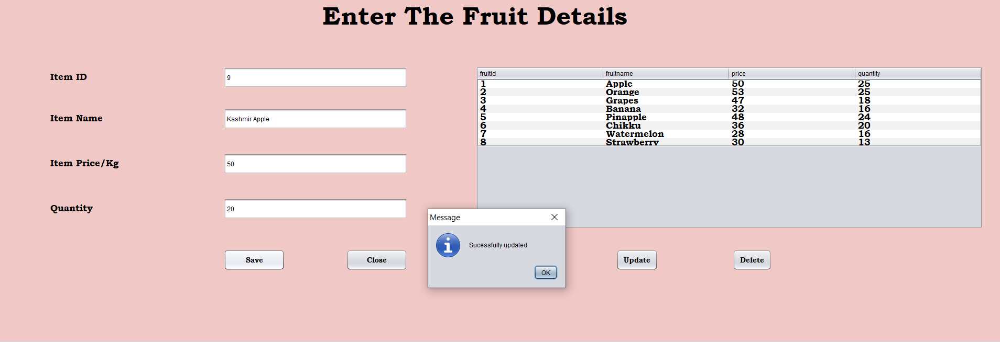 Enter The Fruit Details
Item ID
9
Item Name
Kashmir Apple
Item Price/Kg
50
Quantity
20
Save
Close
fruitid fruitname price quantity
1 Apple 50 25
2 Orange 53 25
3 Grapes 47 18
4 Banana 32 16
5 Pinapple 48 24
6 Chikku 36 20
7 Watermelon 28 16
8 Strawberry 30 13
Message
Sucessfully updated
OK
Update
Delete